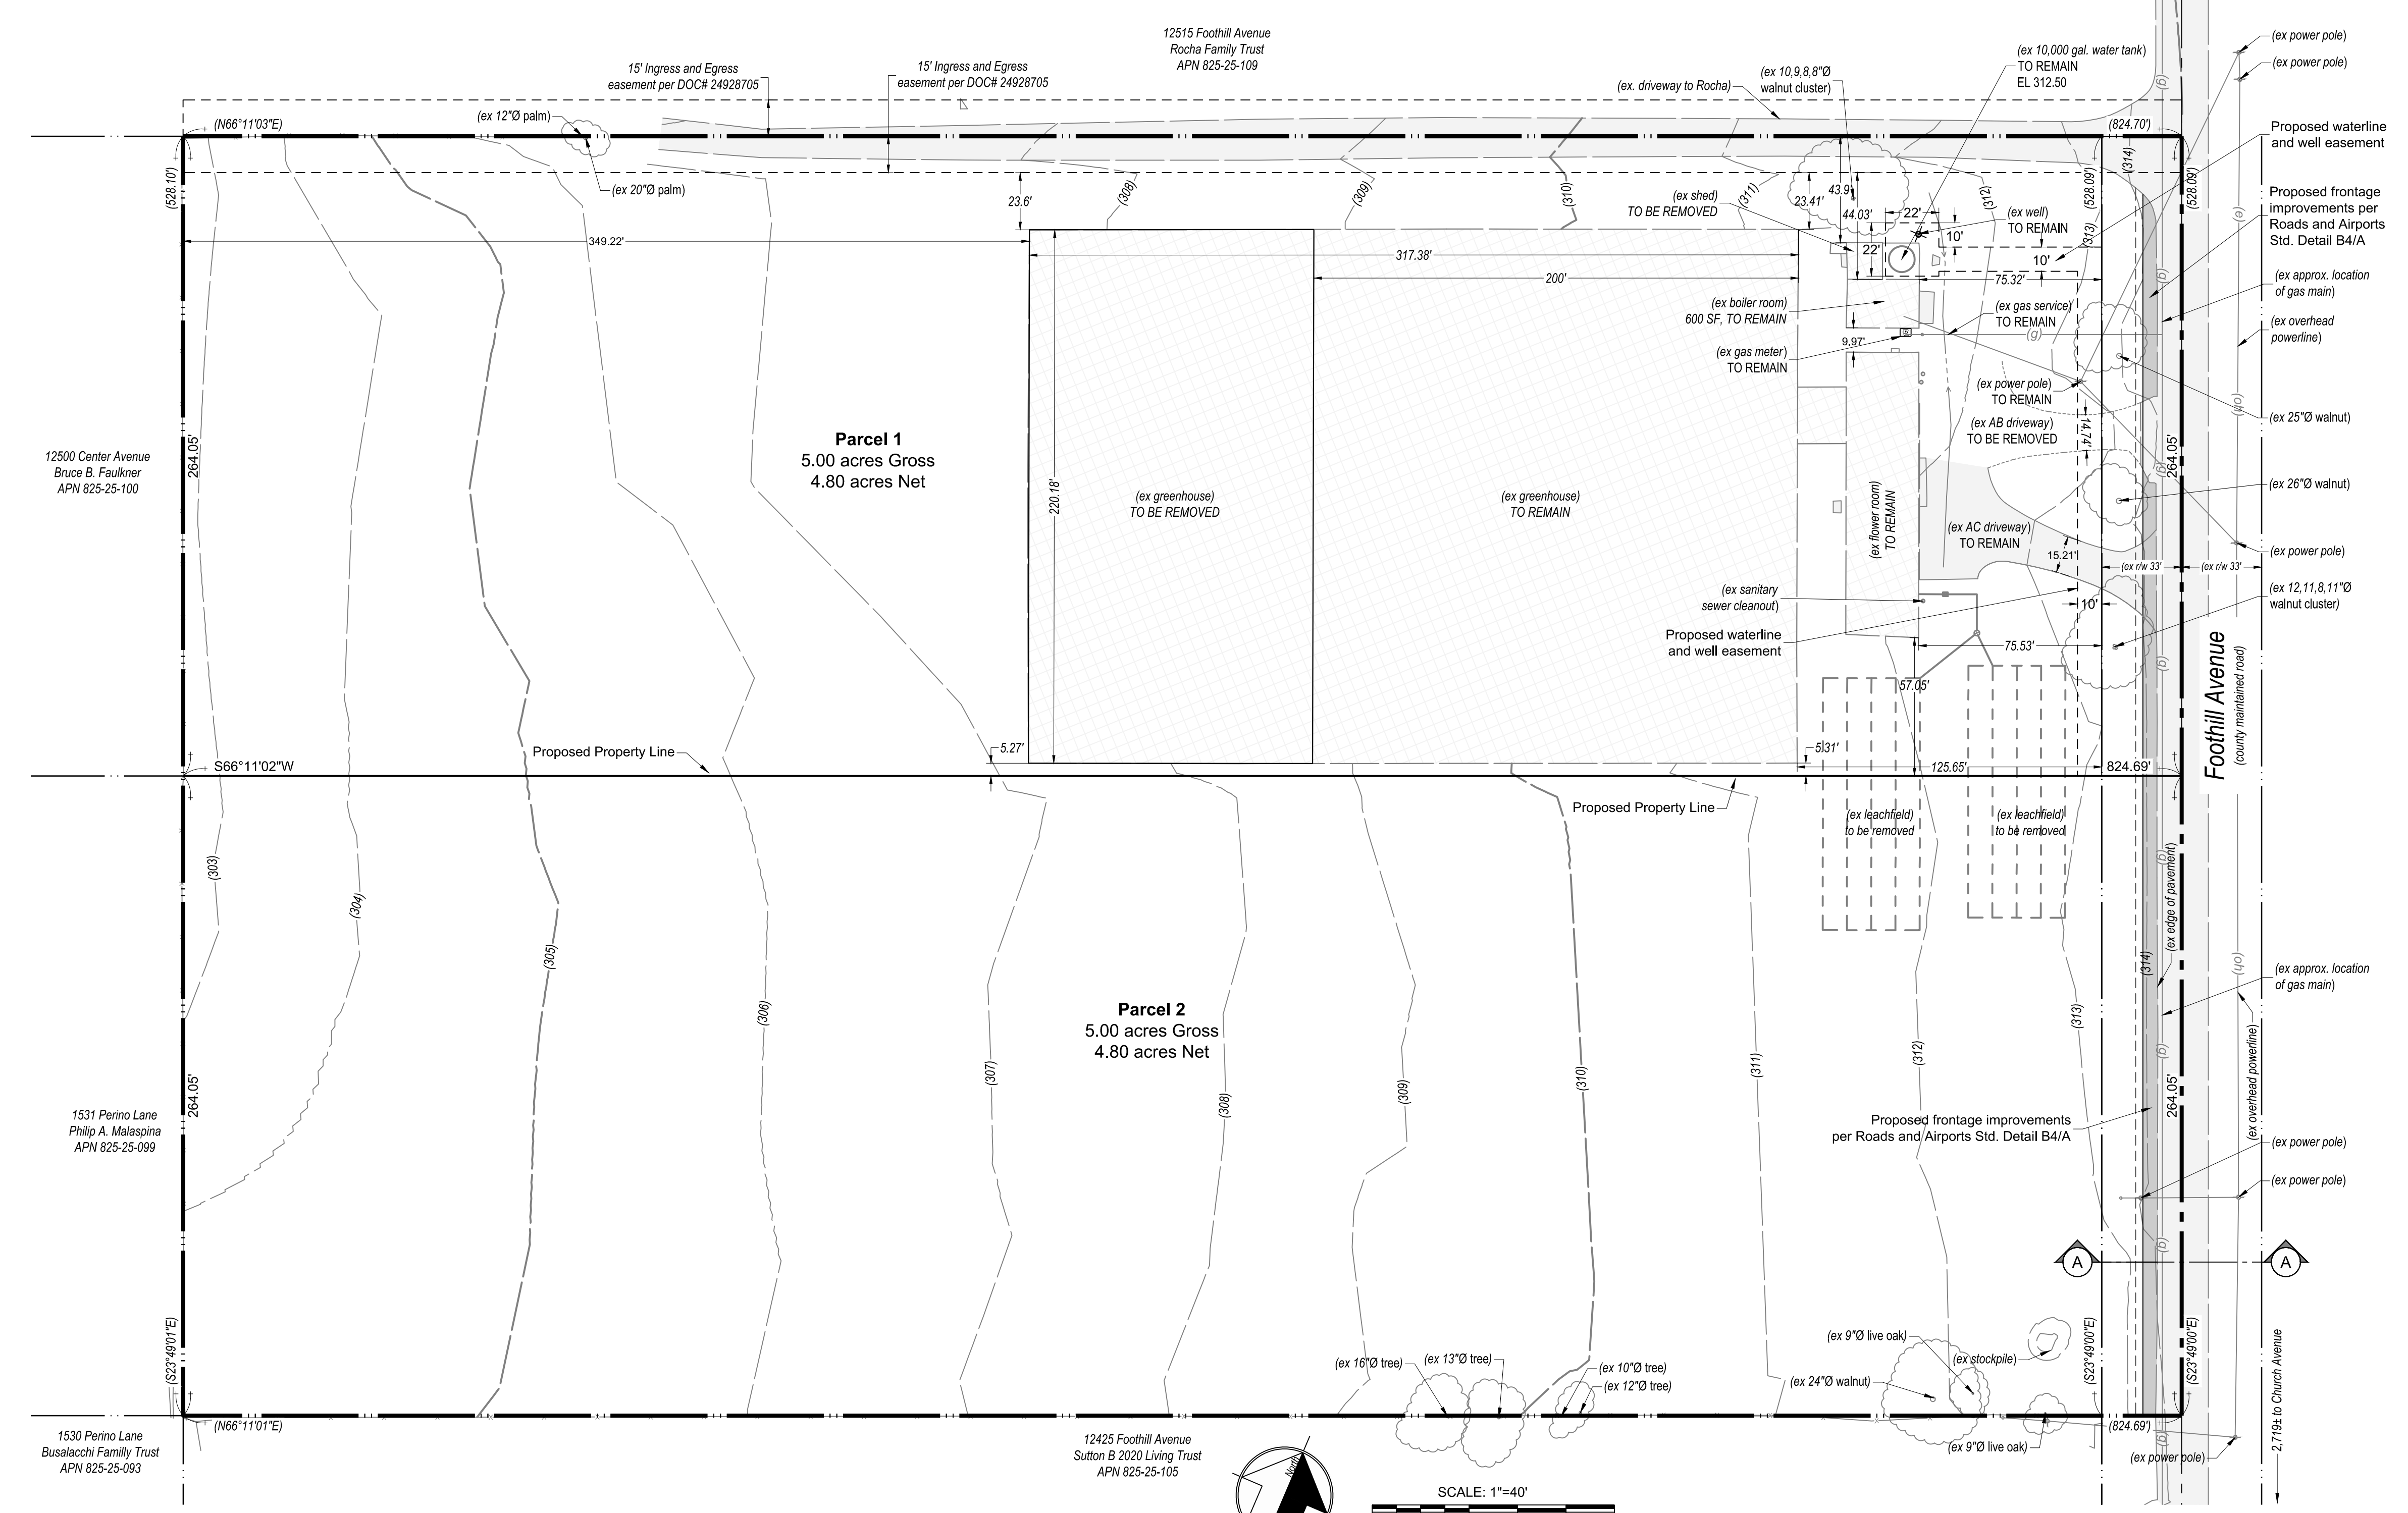 12515 Foothill Avenue
Rocha Family Trust
APN 825-25-109
15' Ingress and Egress
easement per DOC# 24928705
15' Ingress and Egress
easement per DOC# 24928705
(ex. driveway to Rocha)
(ex 10,9,8,8"Ø
walnut cluster)
(ex 10,000 gal. water tank)
TO REMAIN
EL 312.50
(ex power pole)
(ex power pole)
(g)
(N66°11'03"E)
(ex 12"Ø palm)
(824.70')
Proposed waterline
and well easement
(528.10')
(ex 20"Ø palm)
23.6'
(308)
(309)
(310)
(ex shed)
TO BE REMOVED
(311)
23.41'
43.9'
44.03'
22'
22'
(312)
(ex well)
TO REMAIN
10'
10'
(313)
(528.09')
(314)
(528.09')
(e)
Proposed frontage
improvements per
Roads and Airports
Std. Detail B4/A
349.22'
317.38'
200'
75.32'
(g)
(ex approx. location
of gas main)
(ex boiler room)
600 SF, TO REMAIN
(ex gas service)
TO REMAIN
(g)
(ex overhead
powerline)
9.97'
(ex gas meter)
TO REMAIN
G
(ex power pole)
TO REMAIN
(oh)
(ex 25"Ø walnut)
Parcel 1
5.00 acres Gross
4.80 acres Net
(ex AB driveway)
TO BE REMOVED
14.74'
264.05'
264.05'
12500 Center Avenue
Bruce B. Faulkner
APN 825-25-100
220.18'
(ex greenhouse)
TO BE REMOVED
(ex greenhouse)
TO REMAIN
(ex flower room)
TO REMAIN
(g)
(ex 26"Ø walnut)
(ex AC driveway)
TO REMAIN
15.21'
(ex power pole)
(ex r/w 33'
(ex r/w 33'
(ex sanitary
sewer cleanout)
10'
(ex 12,11,8,11"Ø
walnut cluster)
Proposed waterline
and well easement
75.53'
57.05'
(g)
Foothill Avenue
(county maintained road)
S66°11'02"W
Proposed Property Line
5.27'
5.31'
125.65'
824.69'
Proposed Property Line
(ex leachfield)
to be removed
(ex leachfield)
to be removed
(303)
(304)
(305)
(306)
(307)
(308)
(309)
(310)
(311)
(312)
(313)
(314)
(g)
(ex edge of pavement)
(oh)
(ex approx. location
of gas main)
Parcel 2
5.00 acres Gross
4.80 acres Net
(g)
264.05'
264.05'
(ex overhead powerline)
1531 Perino Lane
Philip A. Malaspina
APN 825-25-099
Proposed frontage improvements
per Roads and Airports Std. Detail B4/A
(ex power pole)
(ex power pole)
(g)
A
A
(S23°49'01"E)
(ex 16"Ø tree)
(ex 13"Ø tree)
(ex 10"Ø tree)
(ex 12"Ø tree)
(ex 9"Ø live oak)
(ex stockpile)
(ex 24"Ø walnut)
(S23°49'00"E)
(S23°49'00"E)
2,719± to Church Avenue
(N66°11'01"E)
(824.69')
(g)
1530 Perino Lane
Busalacchi Familly Trust
APN 825-25-093
12425 Foothill Avenue
Sutton B 2020 Living Trust
APN 825-25-105
North
(ex 9"Ø live oak)
(ex power pole)
SCALE: 1"=40'